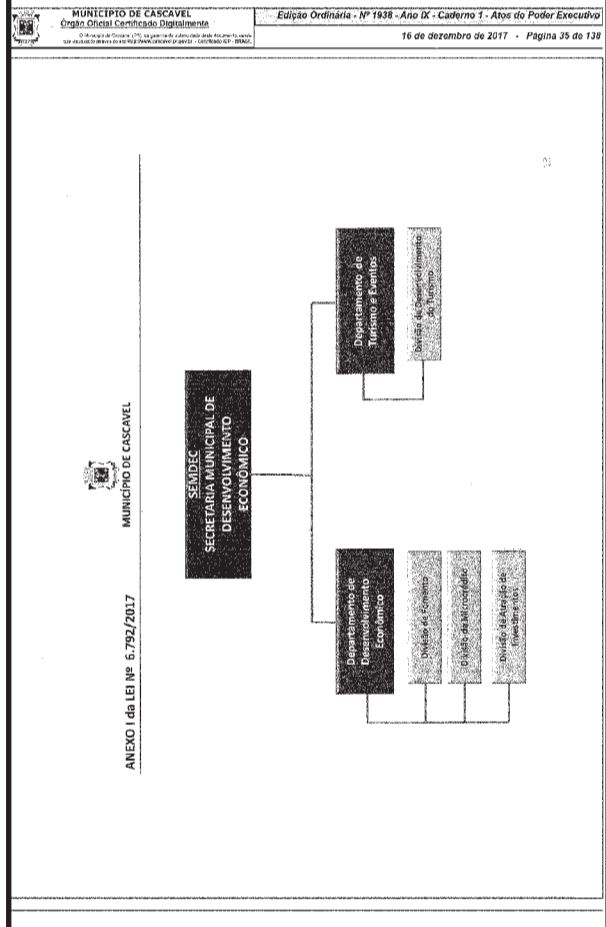 MUNICÍPIO DE CASCAVEL
Órgão Oficial Certificado Digitalmente
Edição Ordinária - Nº 1938 - Ano IX - Caderno 1 - Atos do Poder Executivo
16 de dezembro de 2017 - Página 35 de 138
MUNICÍPIO DE CASCAVEL
ANEXO I da LEI Nº 6.792/2017
SEMDEC
SECRETARIA MUNICIPAL DE
DESENVOLVIMENTO
ECONÔMICO
Departamento de
Desenvolvimento
Econômico
Divisão de Fomento
Divisão de Microcrédito
Divisão de Atração de
Investimentos
Departamento de
Turismo e Eventos
Divisão de Desenvolvimento
do Turismo